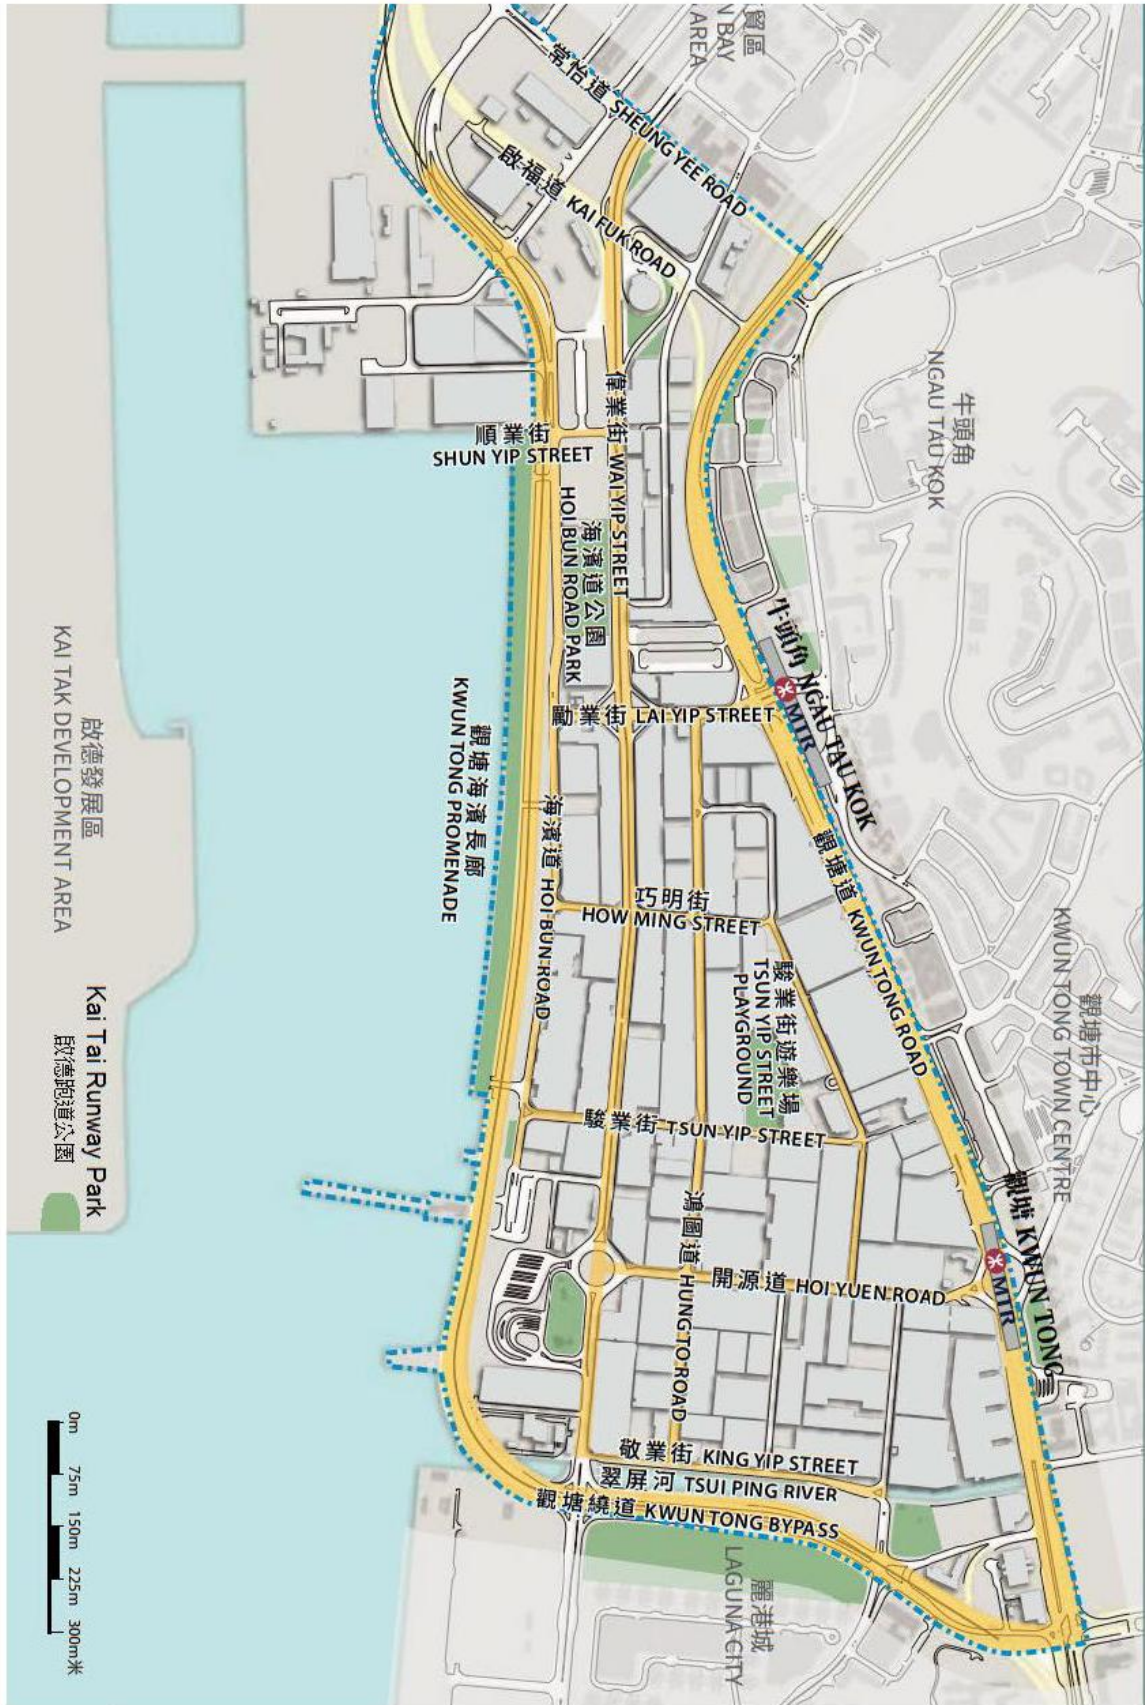 貿區
N BAY
AREA
常怡道 SHEUNG YEE ROAD
啟福道 KAI FUK ROAD
牛頭角
NGAU TAU KOK
偉業街 WAI YIP STREET
順業街
SHUN YIP STREET
海濱道公園
HOI BUN ROAD PARK
牛頭角 NGAU TAU KOK
MTR
勵業街 LAI YIP STREET
觀塘海濱長廊
KWUN TONG PROMENADE
啟德發展區
KAI TAK DEVELOPMENT AREA
海濱道 HOI BUN ROAD
觀塘道 KWUN TONG ROAD
巧明街
HOW MING STREET
駿業街遊樂場
TSUN YIP STREET
PLAYGROUND
觀塘市中心
KWUN TONG TOWN CENTRE
Kai Tai Runway Park
啟德跑道公園
駿業街 TSUN YIP STREET
觀塘 KWUN TONG
MTR
鴻圖道 HUNG TO ROAD
開源道 HOI YUEN ROAD
敬業街 KING YIP STREET
翠屏河 TSUI PING RIVER
觀塘繞道 KWUN TONG BYPASS
麗港城
LAGUNA CITY
0m 75m 150m 225m 300m米